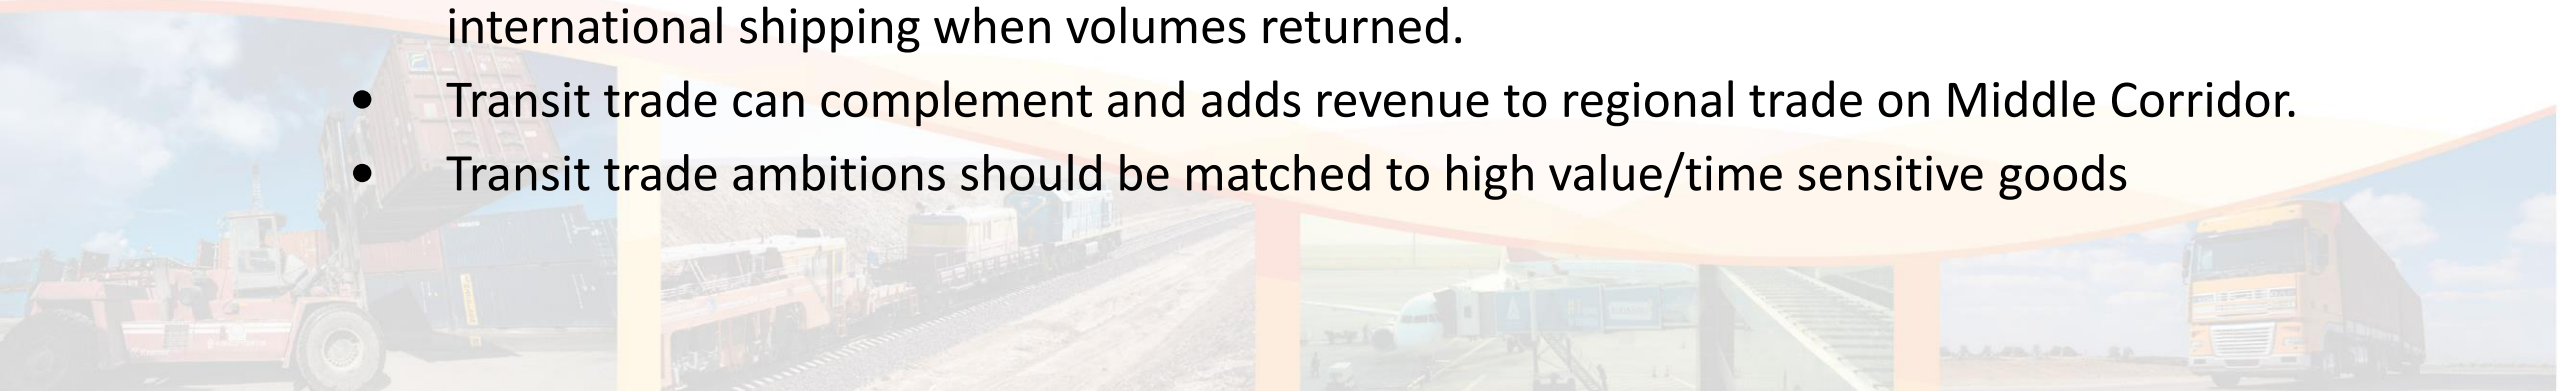 international shipping when volumes returned.
• Transit trade can complement and adds revenue to regional trade on Middle Corridor.
• Transit trade ambitions should be matched to high value/time sensitive goods